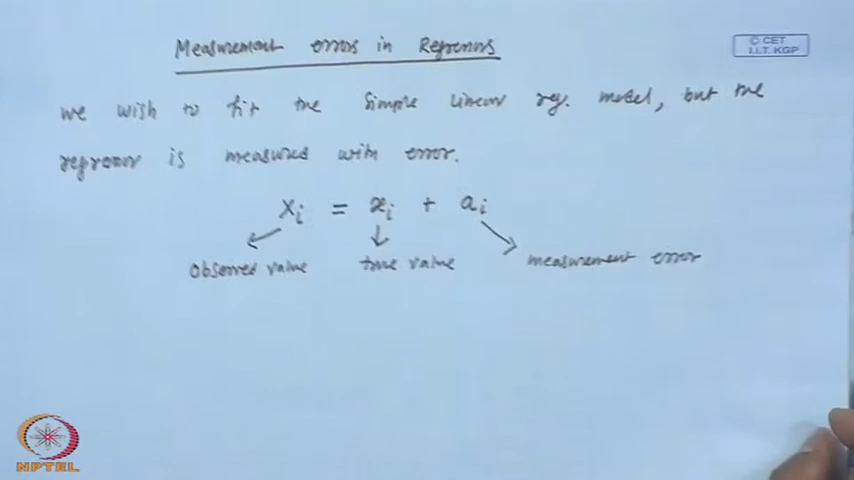 Measurement errors in Regressors
© CET
I.I.T. KGP
We wish to fit the simple linear reg. model, but the
regressor is measured with error.
Xi = xi + ai
observed value true value measurement error
NPTEL